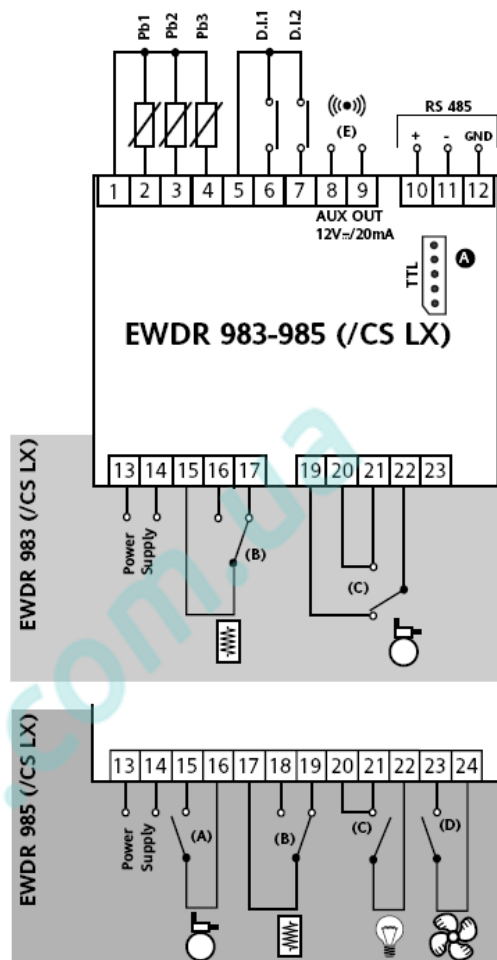 Pb1 Pb2 Pb3 D.I.1 D.I.2
(E)
RS 485
+ - GND
1 2 3 4 5 6 7 8 9 10 11 12
AUX OUT
12V⎓/20mA
TTL
A
EWDR 983-985 (/CS LX)
EWDR 983 (/CS LX)
13 14 15 16 17 19 20 21 22 23
Power
Supply
(B)
(C)
EWDR 985 (/CS LX)
13 14 15 16 17 18 19 20 21 22 23 24
Power
Supply
(A) (B) (C) (D)
.com.ua